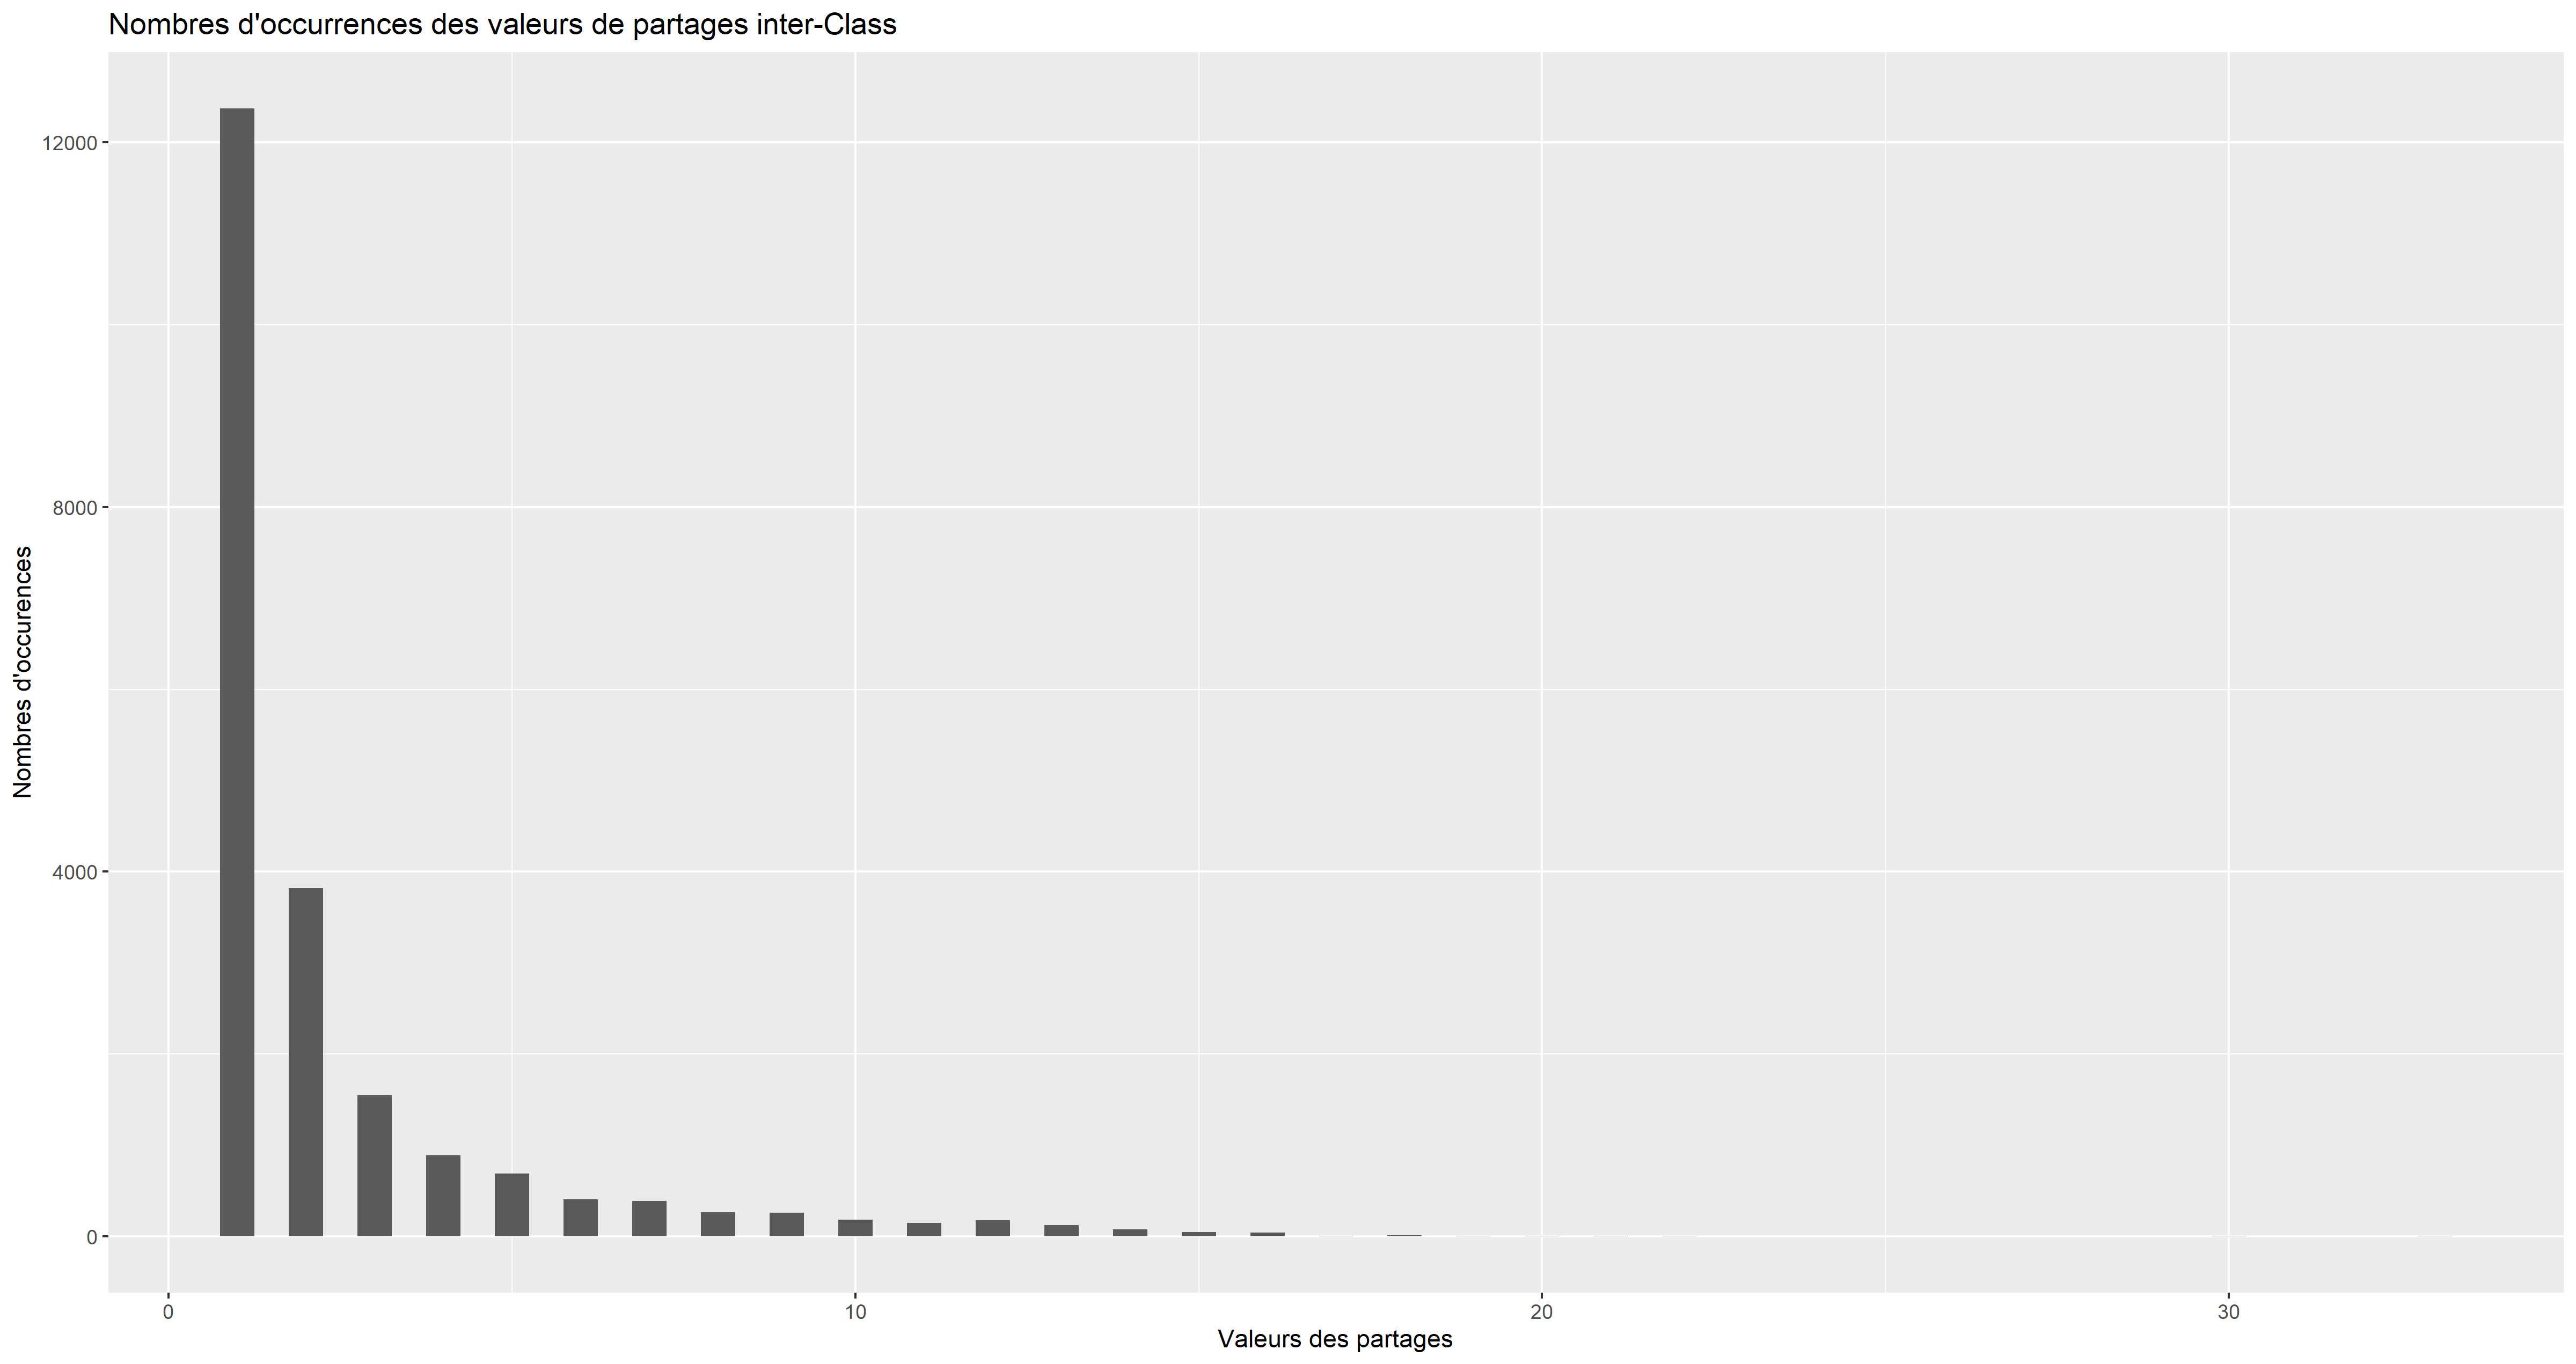 Nombres d'occurrences des valeurs de partages inter-Class
12000
8000
4000
0
Nombres d'occurences
0 10 20 30
Valeurs des partages